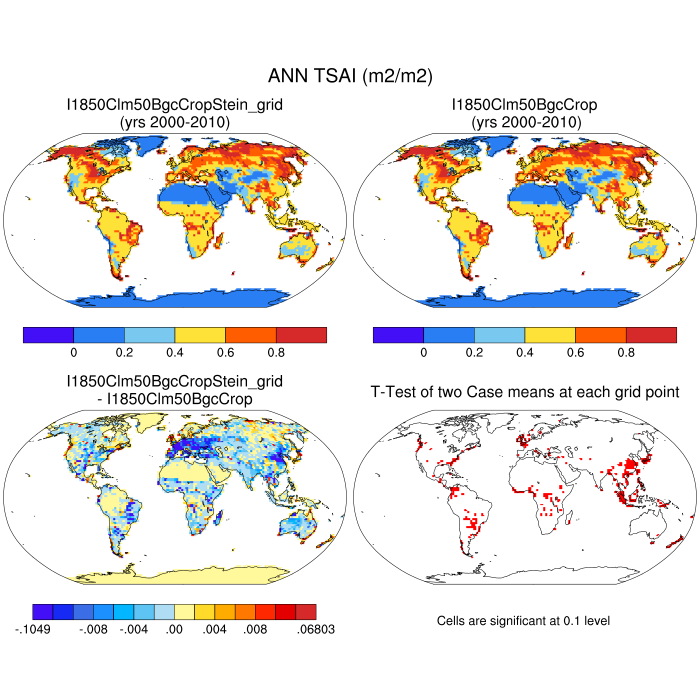 ANN TSAI (m2/m2)
I1850Clm50BgcCropStein_grid
(yrs 2000-2010)
I1850Clm50BgcCrop
(yrs 2000-2010)
0 0.2 0.4 0.6 0.8
0 0.2 0.4 0.6 0.8
I1850Clm50BgcCropStein_grid
- I1850Clm50BgcCrop
T-Test of two Case means at each grid point
-.1049 -.008 -.004 .00 .004 .008 .06803
Cells are significant at 0.1 level